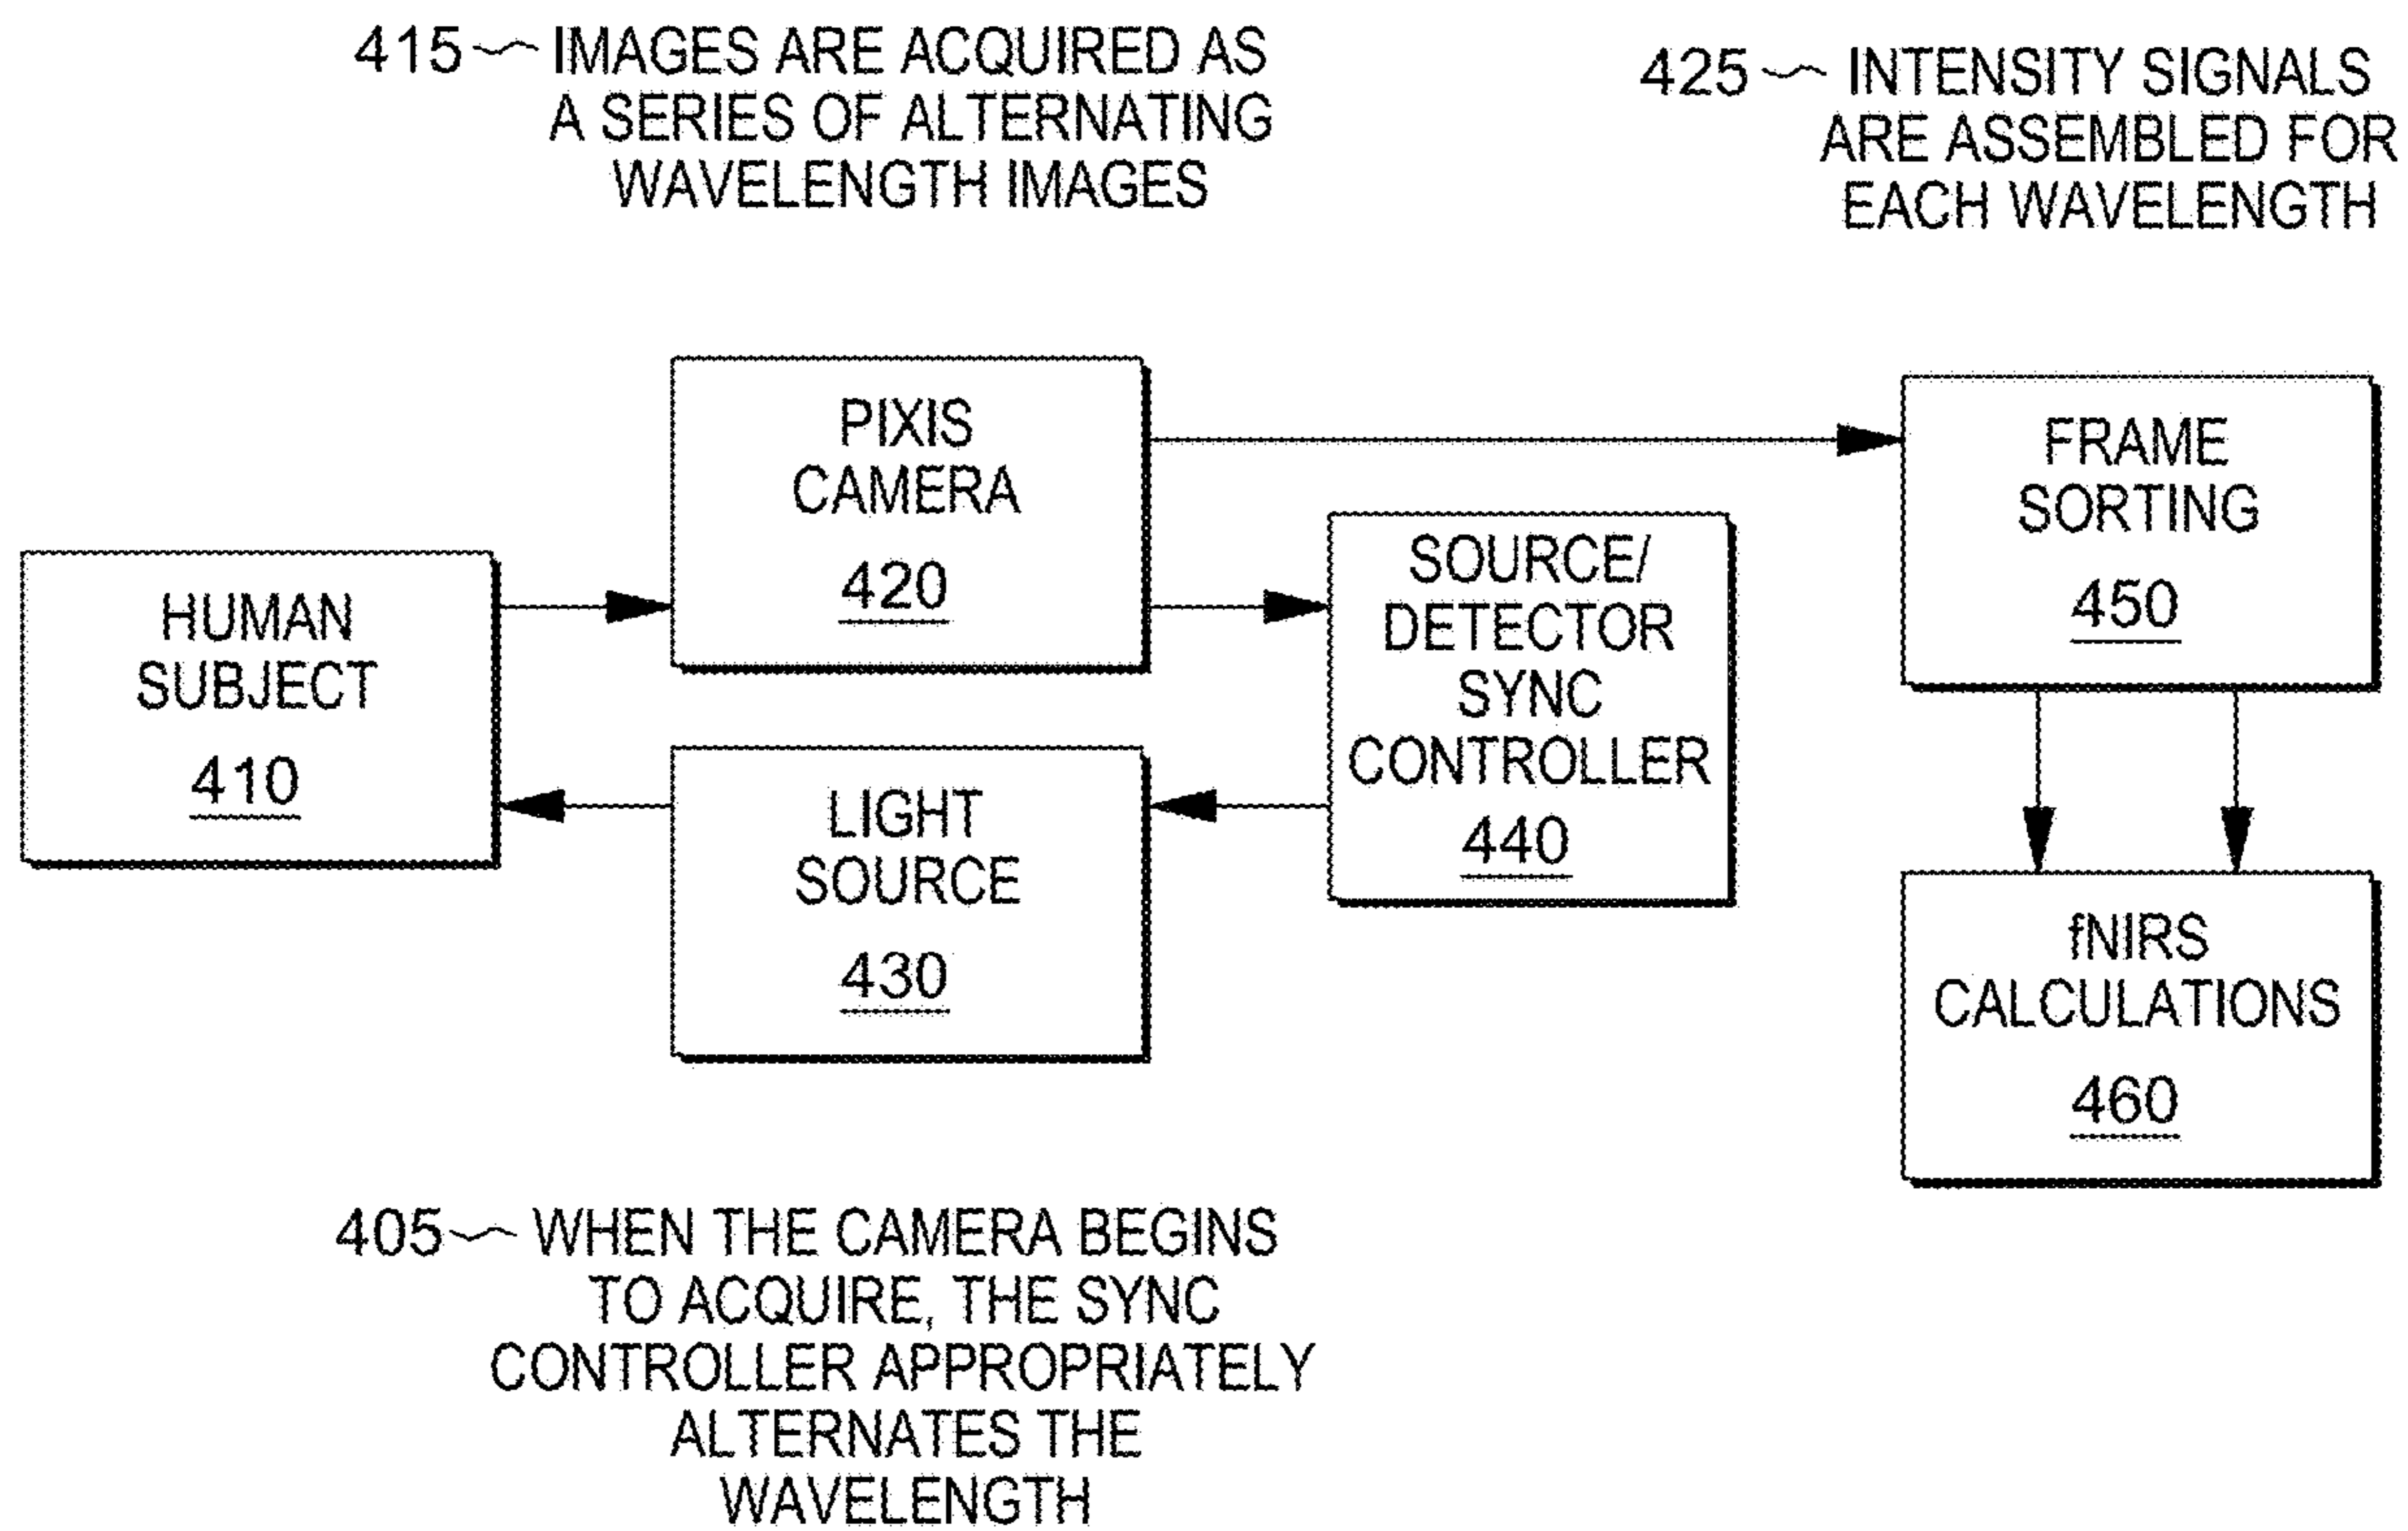 415 IMAGES ARE ACQUIRED AS
A SERIES OF ALTERNATING
WAVELENGTH IMAGES
425 INTENSITY SIGNALS
ARE ASSEMBLED FOR
EACH WAVELENGTH
HUMAN
SUBJECT
410
PIXIS
CAMERA
420
LIGHT
SOURCE
430
SOURCE/
DETECTOR
SYNC
CONTROLLER
440
FRAME
SORTING
450
fNIRS
CALCULATIONS
460
405 WHEN THE CAMERA BEGINS
TO ACQUIRE, THE SYNC
CONTROLLER APPROPRIATELY
ALTERNATES THE
WAVELENGTH